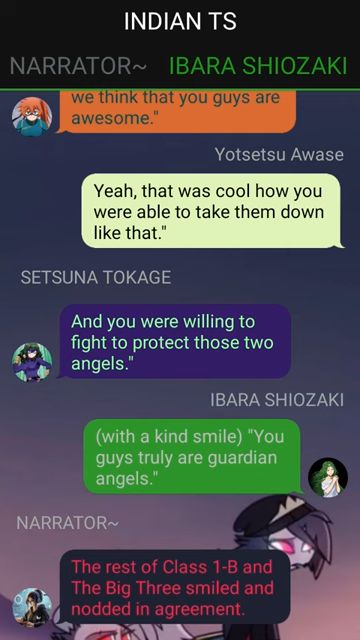 INDIAN TS
NARRATOR~ IBARA SHIOZAKI
we think that you guys are
awesome."
Yotsetsu Awase
Yeah, that was cool how you
were able to take them down
like that."
SETSUNA TOKAGE
And you were willing to
fight to protect those two
angels."
IBARA SHIOZAKI
(with a kind smile) "You
guys truly are guardian
angels."
NARRATOR~
The rest of Class 1-B and
The Big Three smiled and
nodded in agreement.